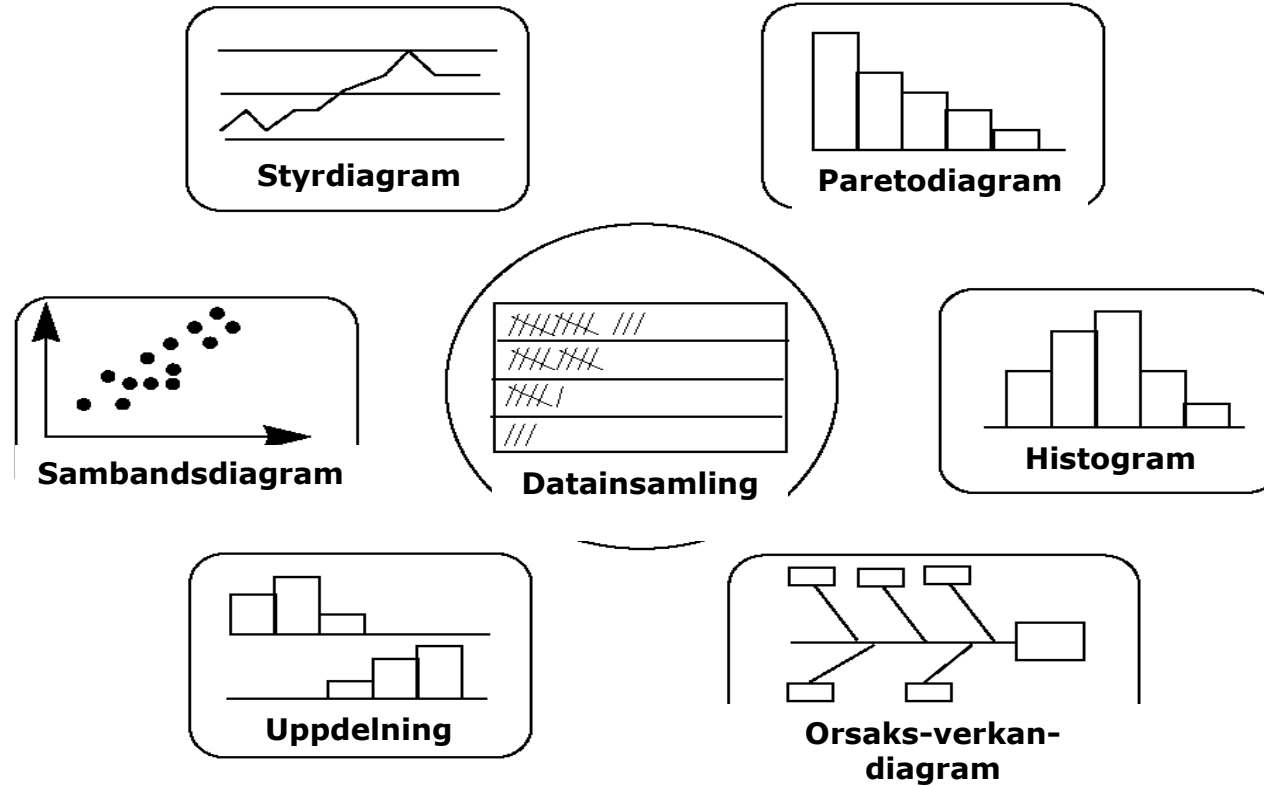 Styrdiagram
Paretodiagram
Sambandsdiagram
Datainsamling
Histogram
Uppdelning
Orsaks-verkan-
diagram